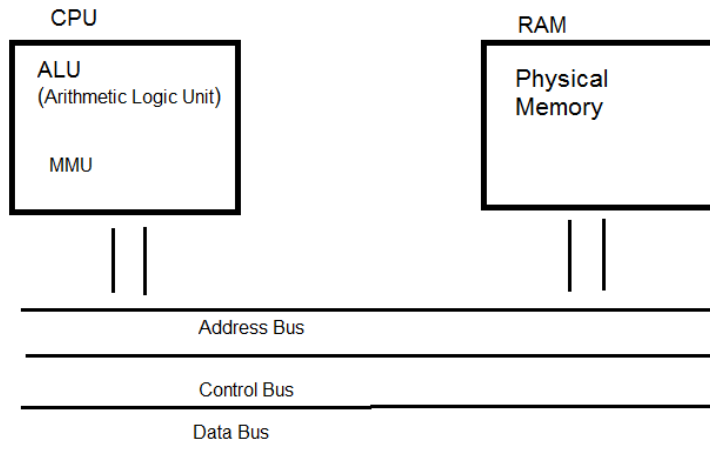 CPU
ALU
(Arithmetic Logic Unit)
MMU
RAM
Physical
Memory
Address Bus
Control Bus
Data Bus